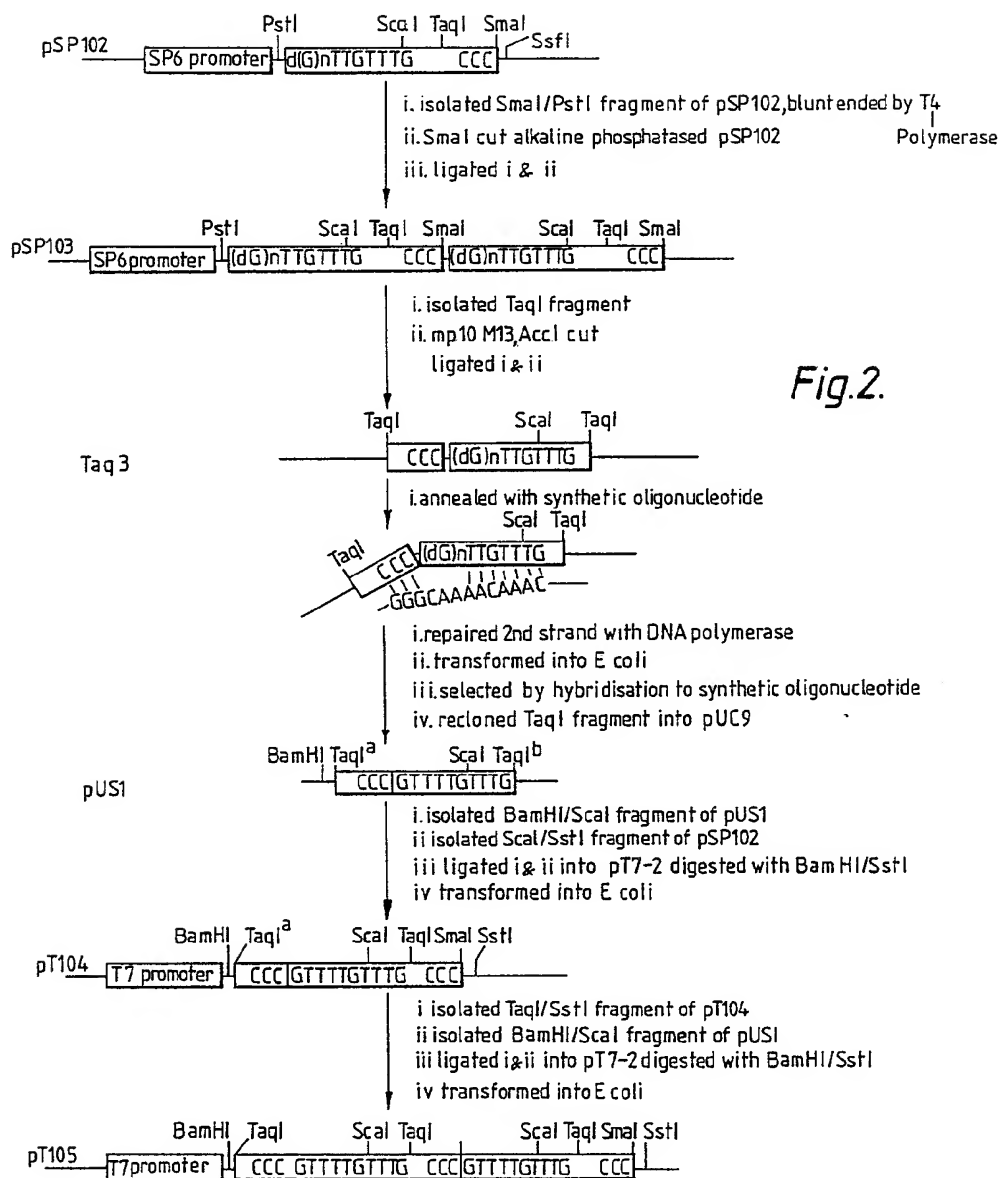 PstI ScaI TaqI SmaI
pSP102 SsfI
SP6 promoter d(G)nTTGTTTG CCC
i. isolated SmaI/PstI fragment of pSP102, bluntended by T4
ii. SmaI cut alkaline phosphatased pSP102 Polymerase
iii. ligated i & ii
PstI ScaI TaqI SmaI ScaI TaqI SmaI
pSP103
SP6promoter (dG)nTTGTTTG CCC (dG)nTTGTTTG CCC
i. isolated TaqI fragment
ii. mp10 M13, AccI cut
ligated i & ii
Fig.2.
TaqI ScaI TaqI
Taq3 CCC (dG)nTTGTTTG
i.annealed with synthetic oligonucleotide
ScaI TaqI
TaqI CCC (dG)nTTGTTTG
GGGCAAAACAAAC
i.repaired 2nd strand with DNA polymerase
ii. transformed into E coli
iii.selected by hybridisation to synthetic oligonucleotide
iv. recloned TaqI fragment into pUC9
BamHI TaqIa ScaI TaqIb
pUS1 CCC GTTTTGTTTG
i. isolated BamHI/ScaI fragment of pUS1
ii isolated ScaI/SstI fragment of pSP102
iii ligated i & ii into pT7-2 digested with Bam HI/SstI
iv transformed into E coli
BamHI TaqIa ScaI TaqI SmaI SstI
pT104 T7 promoter CCC GTTTTGTTTG CCC
i isolated TaqI/SstI fragment of pT104
ii isolated BamHI/ScaI fragment of pUSI
iii ligated i&ii into pT7-2 digested with BamHI/SstI
iv transformed into E coli
BamHI TaqI ScaI TaqI ScaI TaqI SmaI SstI
pT105 T7promoter CCC GTTTTGTTTG CCC GTTTTGTTTG CCC